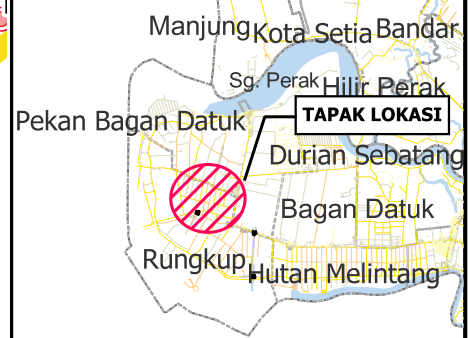 Manjung Kota Setia Bandar
Sg. Perak Hilir Perak
TAPAK LOKASI
Pekan Bagan Datuk
Durian Sebatang
Bagan Datuk
Rungkup
Hutan Melintang